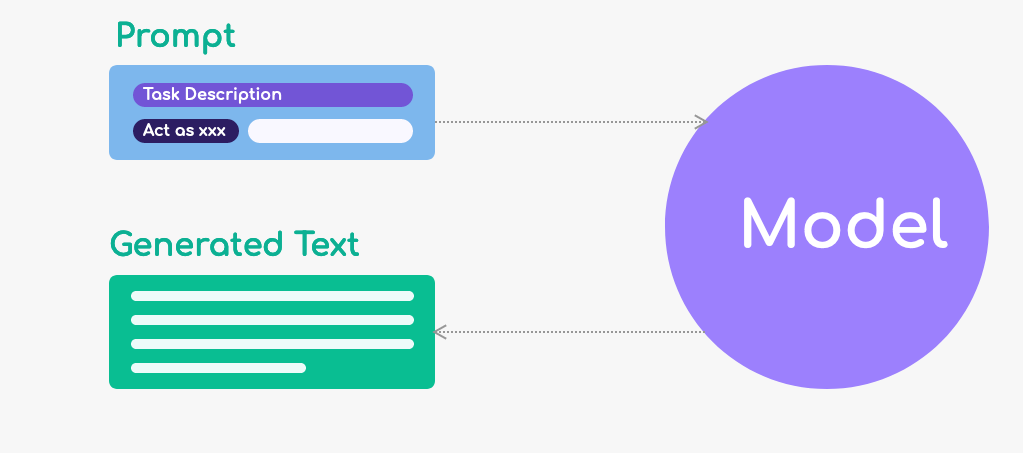 Prompt
Task Description
Act as xxx
Model
Generated Text